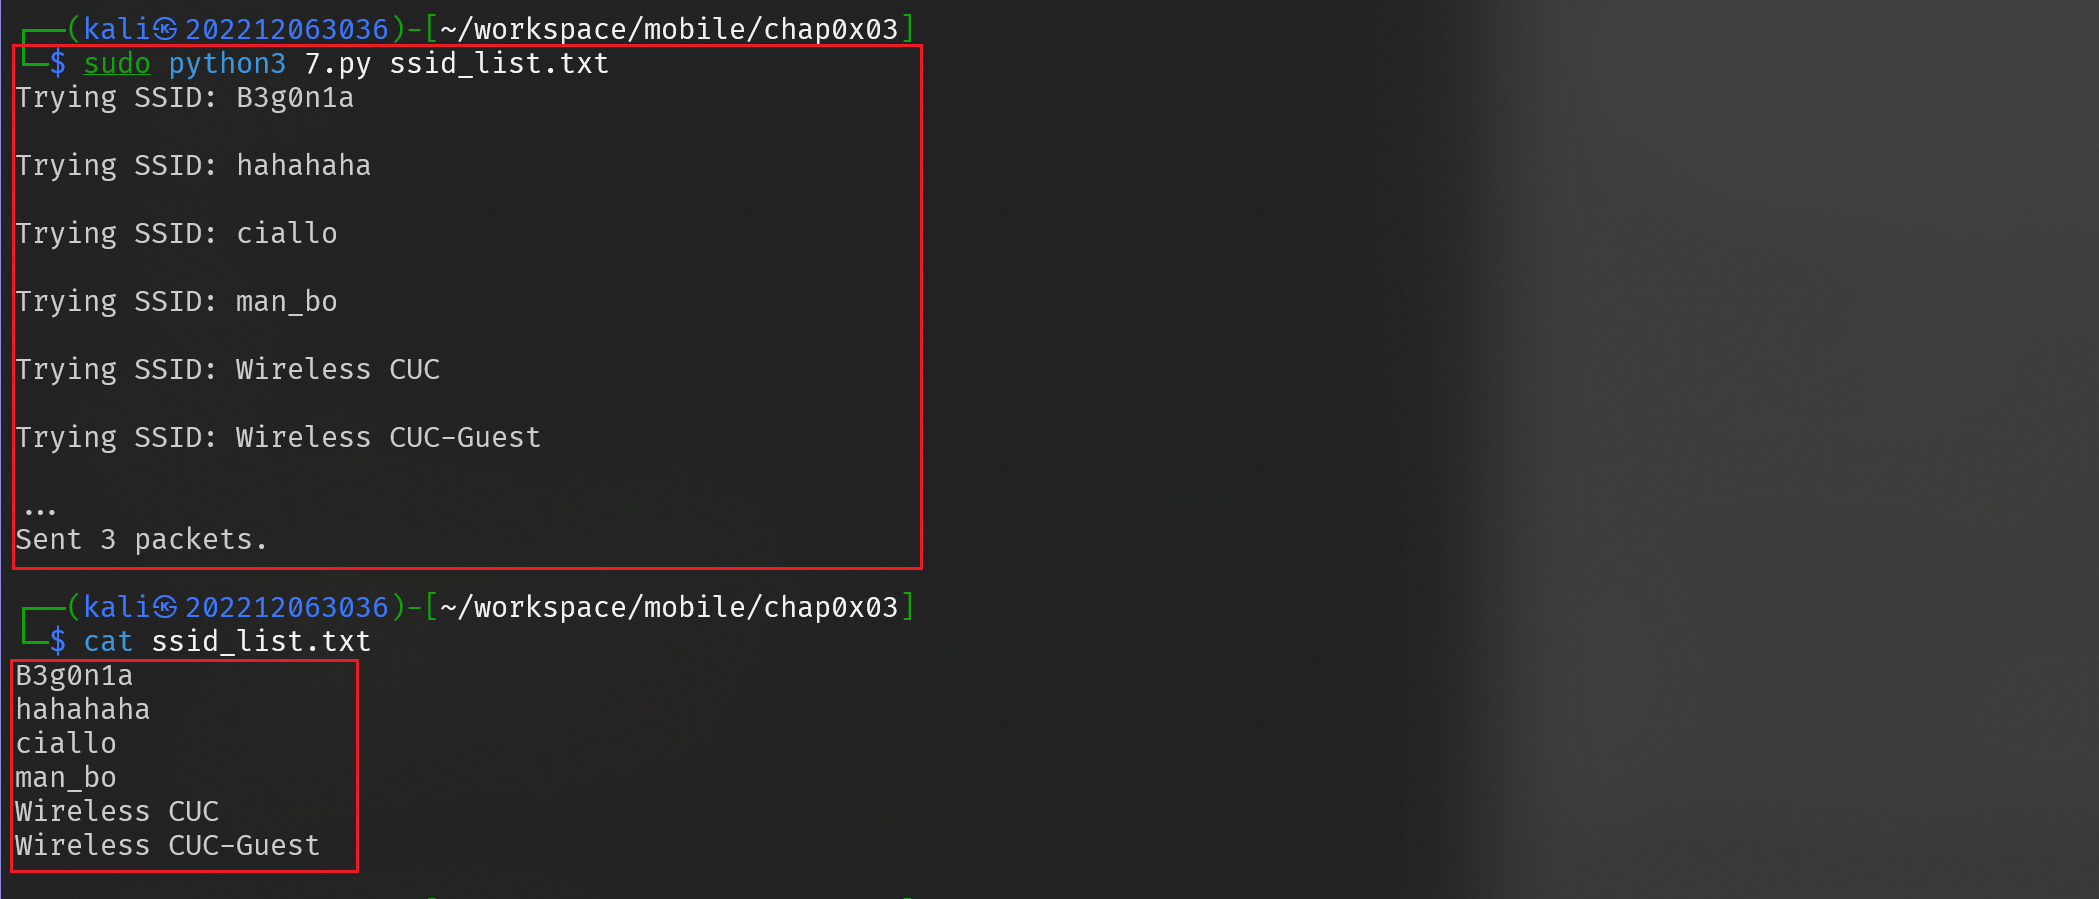 ┌──(kali㉿202212063036)-[~/workspace/mobile/chap0x03]
└─$ sudo python3 7.py ssid_list.txt
Trying SSID: B3g0n1a
Trying SSID: hahahaha
Trying SSID: ciallo
Trying SSID: man_bo
Trying SSID: Wireless CUC
Trying SSID: Wireless CUC-Guest
...
Sent 3 packets.
┌──(kali㉿202212063036)-[~/workspace/mobile/chap0x03]
└─$ cat ssid_list.txt
B3g0n1a
hahahaha
ciallo
man_bo
Wireless CUC
Wireless CUC-Guest